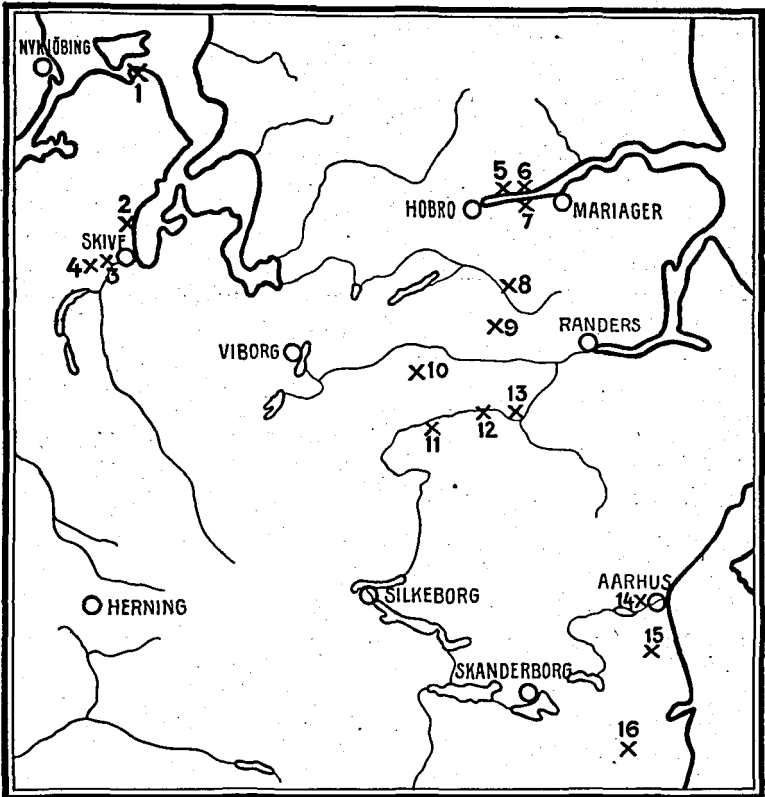 NYKJÖBING
1
5 6
HOBRO
7
MARIAGER
2
SKIVE
4
3
8
9
RANDERS
VIBORG
10
13
12
11
AARHUS
14
HERNING
SILKEBORG
15
SKANDERBORG
16